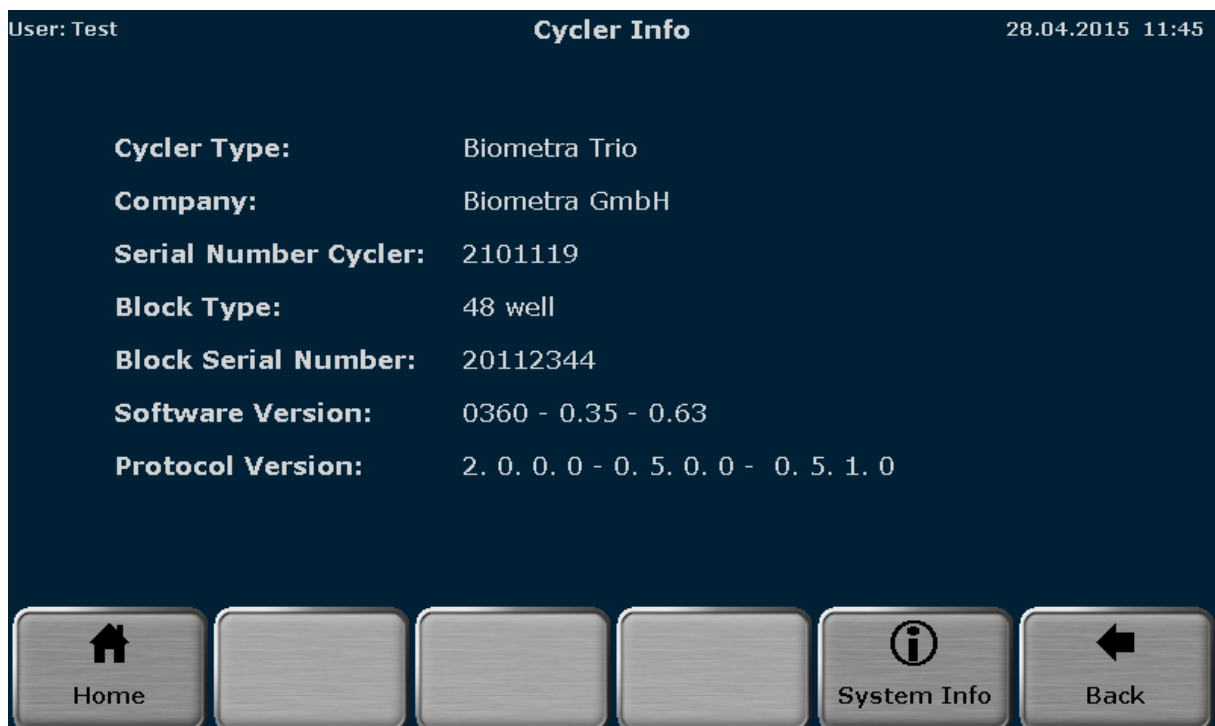 User: Test Cycler Info 28.04.2015 11:45
Cycler Type: Biometra Trio
Company: Biometra GmbH
Serial Number Cycler: 2101119
Block Type: 48 well
Block Serial Number: 20112344
Software Version: 0360 - 0.35 - 0.63
Protocol Version: 2. 0. 0. 0 - 0. 5. 0. 0 - 0. 5. 1. 0
Home System Info Back